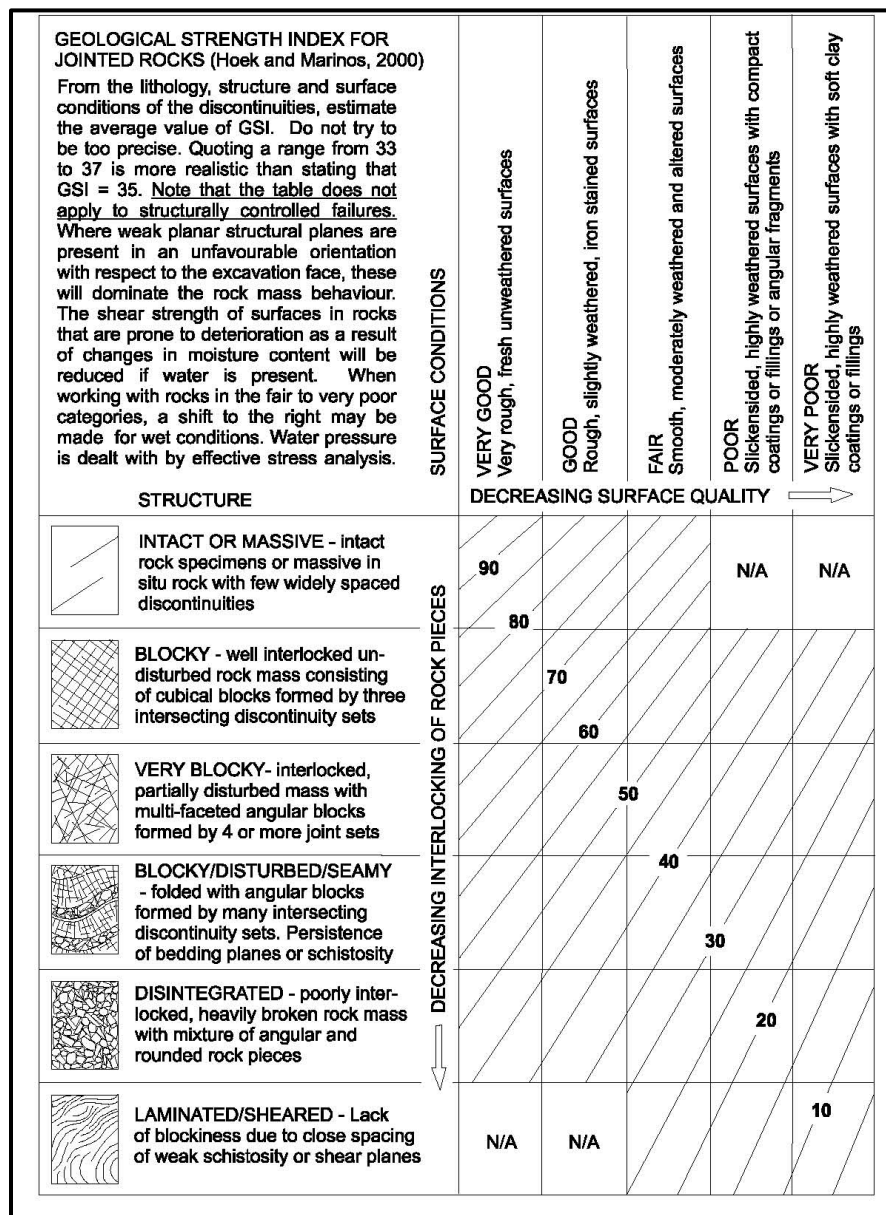 GEOLOGICAL STRENGTH INDEX FOR
JOINTED ROCKS (Hoek and Marinos, 2000)
From the lithology, structure and surface
conditions of the discontinuities, estimate
the average value of GSI. Do not try to
be too precise. Quoting a range from 33
to 37 is more realistic than stating that
GSI = 35. Note that the table does not
apply to structurally controlled failures.
Where weak planar structural planes are
present in an unfavourable orientation
with respect to the excavation face, these
will dominate the rock mass behaviour.
The shear strength of surfaces in rocks
that are prone to deterioration as a result
of changes in moisture content will be
reduced if water is present. When
working with rocks in the fair to very poor
categories, a shift to the right may be
made for wet conditions. Water pressure
is dealt with by effective stress analysis.
STRUCTURE
SURFACE CONDITIONS
VERY GOOD
Very rough, fresh unweathered surfaces
GOOD
Rough, slightly weathered, iron stained surfaces
FAIR
Smooth, moderately weathered and altered surfaces
POOR
Slickensided, highly weathered surfaces with compact
coatings or fillings or angular fragments
VERY POOR
Slickensided, highly weathered surfaces with soft clay
coatings or fillings
DECREASING SURFACE QUALITY
DECREASING INTERLOCKING OF ROCK PIECES
INTACT OR MASSIVE - intact
rock specimens or massive in
situ rock with few widely spaced
discontinuities
90
N/A
N/A
80
BLOCKY - well interlocked un-
disturbed rock mass consisting
of cubical blocks formed by three
intersecting discontinuity sets
70
60
VERY BLOCKY- interlocked,
partially disturbed mass with
multi-faceted angular blocks
formed by 4 or more joint sets
50
BLOCKY/DISTURBED/SEAMY
- folded with angular blocks
formed by many intersecting
discontinuity sets. Persistence
of bedding planes or schistosity
40
30
DISINTEGRATED - poorly inter-
locked, heavily broken rock mass
with mixture of angular and
rounded rock pieces
20
LAMINATED/SHEARED - Lack
of blockiness due to close spacing
of weak schistosity or shear planes
N/A
N/A
10